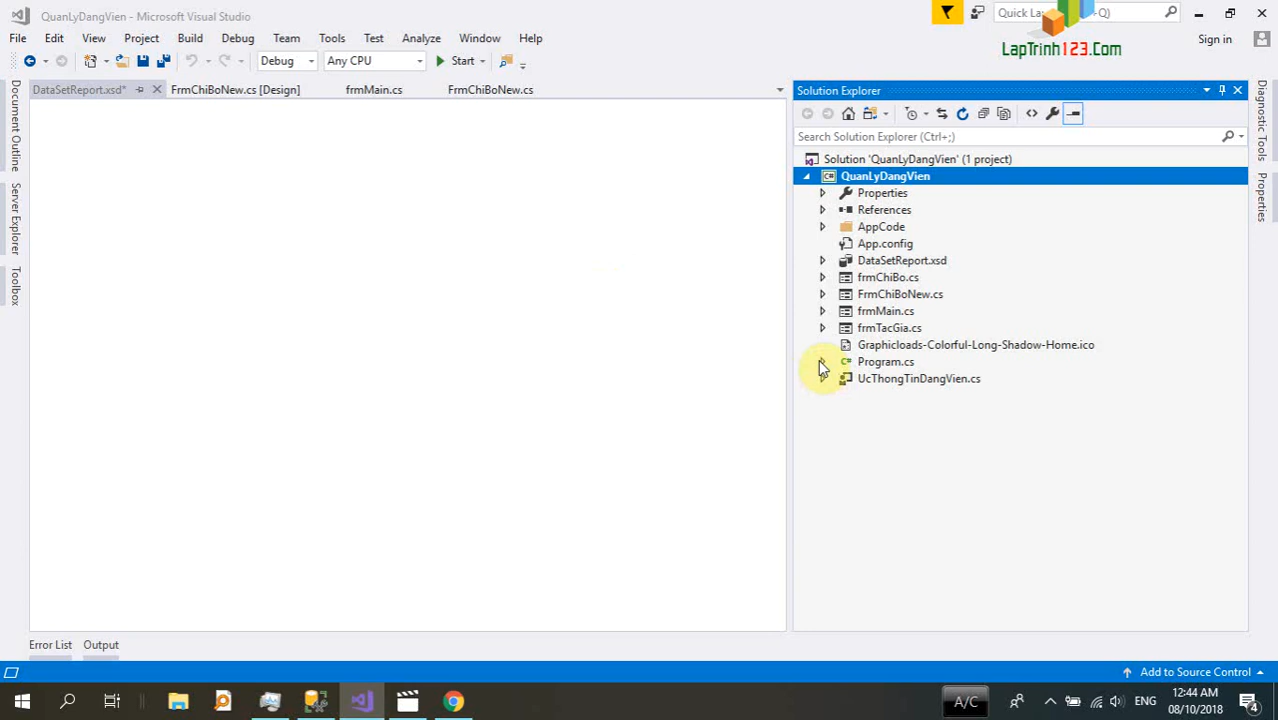 QuanLyDangVien - Microsoft Visual Studio
Quick La
Q)
LapTrinh123.Com
File Edit View Project Build Debug Team Tools Test Analyze Window Help
Sign in
Debug Any CPU Start
DataSetReport.xsd* FrmChiBoNew.cs [Design] frmMain.cs FrmChiBoNew.cs
Document Outline
Server Explorer
Toolbox
Solution Explorer
Search Solution Explorer (Ctrl+;)
Solution 'QuanLyDangVien' (1 project)
QuanLyDangVien
Properties
References
AppCode
App.config
DataSetReport.xsd
frmChiBo.cs
FrmChiBoNew.cs
frmMain.cs
frmTacGia.cs
Graphicloads-Colorful-Long-Shadow-Home.ico
Program.cs
UcThongTinDangVien.cs
Diagnostic Tools
Properties
Error List Output
Add to Source Control
A/C
ENG
12:44 AM
08/10/2018
4